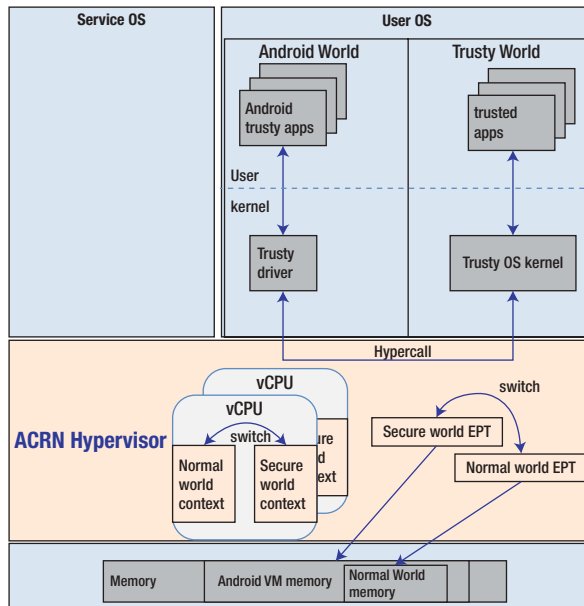 Service OS
User OS
Android World
Trusty World
Android
trusty apps
trusted
apps
User
kernel
Trusty
driver
Trusty OS kernel
Hypercall
ACRN Hypervisor
vCPU
vCPU
switch
Normal
world
context
Secure
world
context
switch
Secure world EPT
Normal world EPT
Memory
Android VM memory
Normal World
memory